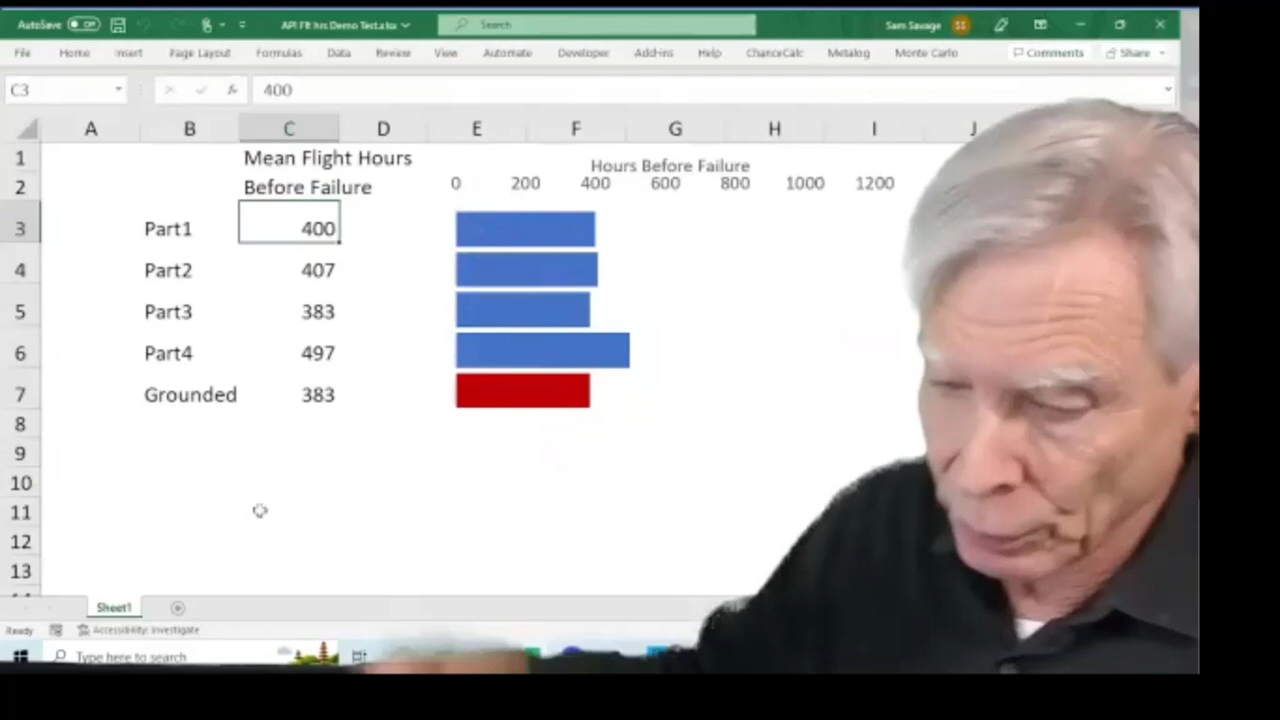 AutoSave Off API Flt hrs Demo Test.xlsx Search Sam Savage SS
File Home Insert Page Layout Formulas Data Review View Automate Developer Add-ins Help ChanceCalc Metalog Monte Carlo Comments Share
C3 fx 400
A B C D E F G H I J
1 Mean Flight Hours
Hours Before Failure
2 Before Failure 0 200 400 600 800 1000 1200
3 Part1 400
4 Part2 407
5 Part3 383
6 Part4 497
7 Grounded 383
8
9
10
11
12
13
Sheet1
Ready Accessibility: Investigate
Type here to search